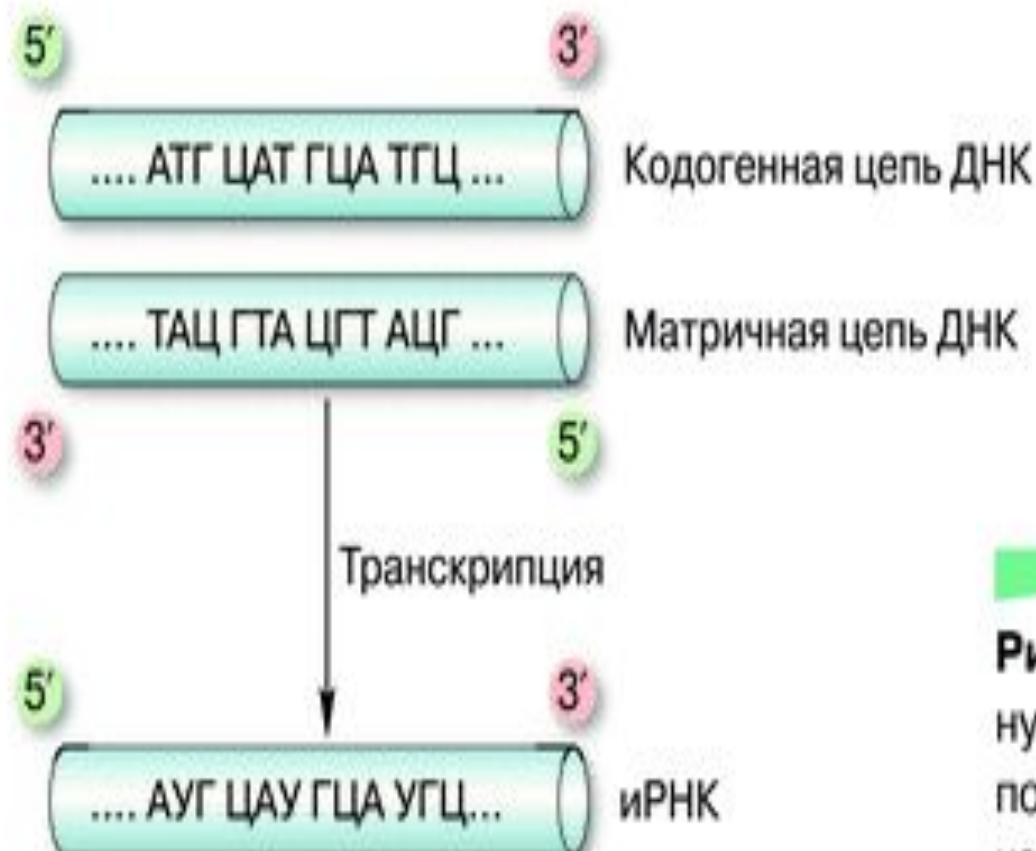 5′ 3′
.... АТГ ЦАТ ГЦА ТГЦ ... Кодогенная цепь ДНК
.... ТАЦ ГТА ЦГТ АЦГ ... Матричная цепь ДНК
3′ 5′
Транскрипция
5′ 3′
.... АУГ ЦАУ ГЦА УГЦ... иРНК